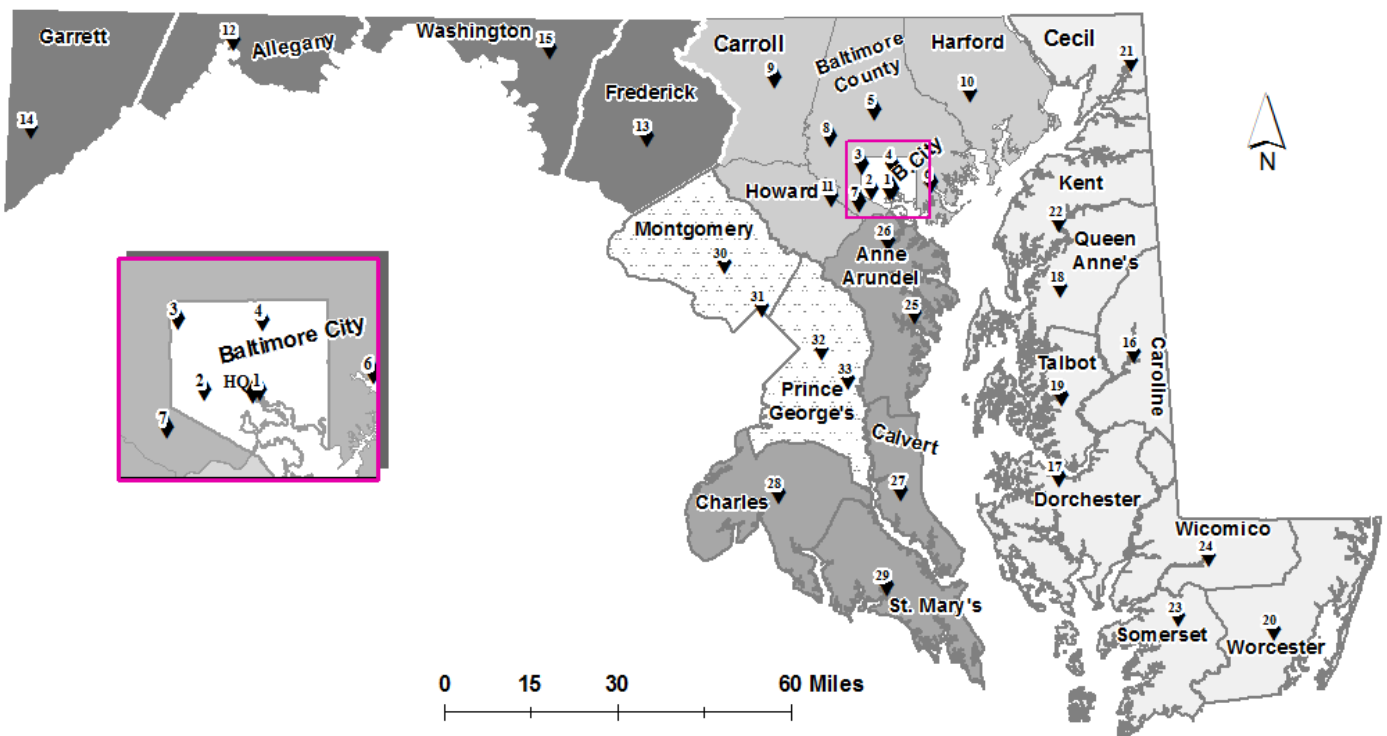 Garrett
12
Allegany
Washington
15
14
Frederick
13
Carroll
9
Baltimore
County
5
8
Harford
10
Cecil
21
3
4
B. City
2
1
6
7
Howard
11
Kent
22
Queen
Anne's
18
Montgomery
30
31
26
Anne
Arundel
25
32
33
Prince
George's
Talbot
19
16
Caroline
Calvert
27
17
Dorchester
Charles
28
29
St. Mary's
Wicomico
24
23
Somerset
20
Worcester
N
3
4
Baltimore City
6
2
HQ
1
7
0
15
30
60 Miles